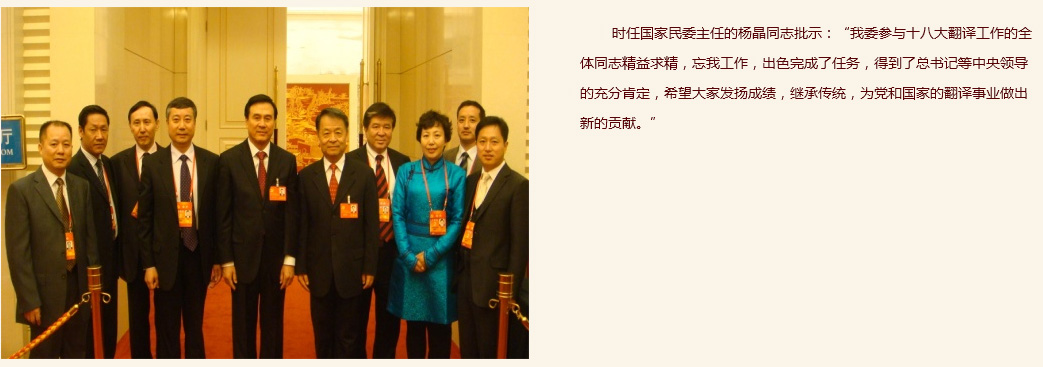 时任国家民委主任的杨晶同志批示：“我委参与十八大翻译工作的全
体同志精益求精，忘我工作，出色完成了任务，得到了总书记等中央领导
的充分肯定，希望大家发扬成绩，继承传统，为党和国家的翻译事业做出
新的贡献。”
厅
OM